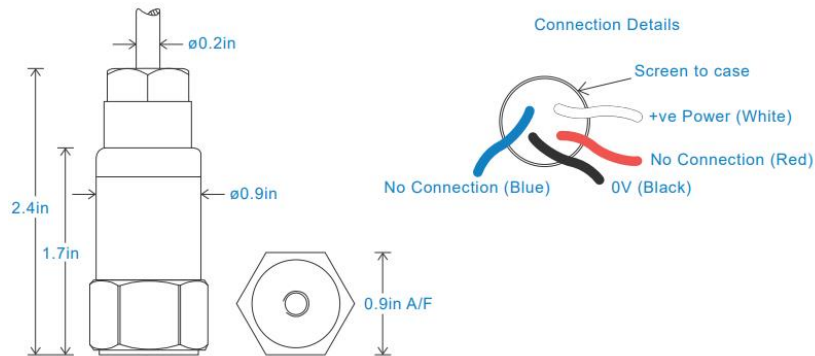 Connection Details
ø0.2in
Screen to case
+ve Power (White)
No Connection (Red)
No Connection (Blue)
0V (Black)
ø0.9in
2.4in
1.7in
0.9in A/F